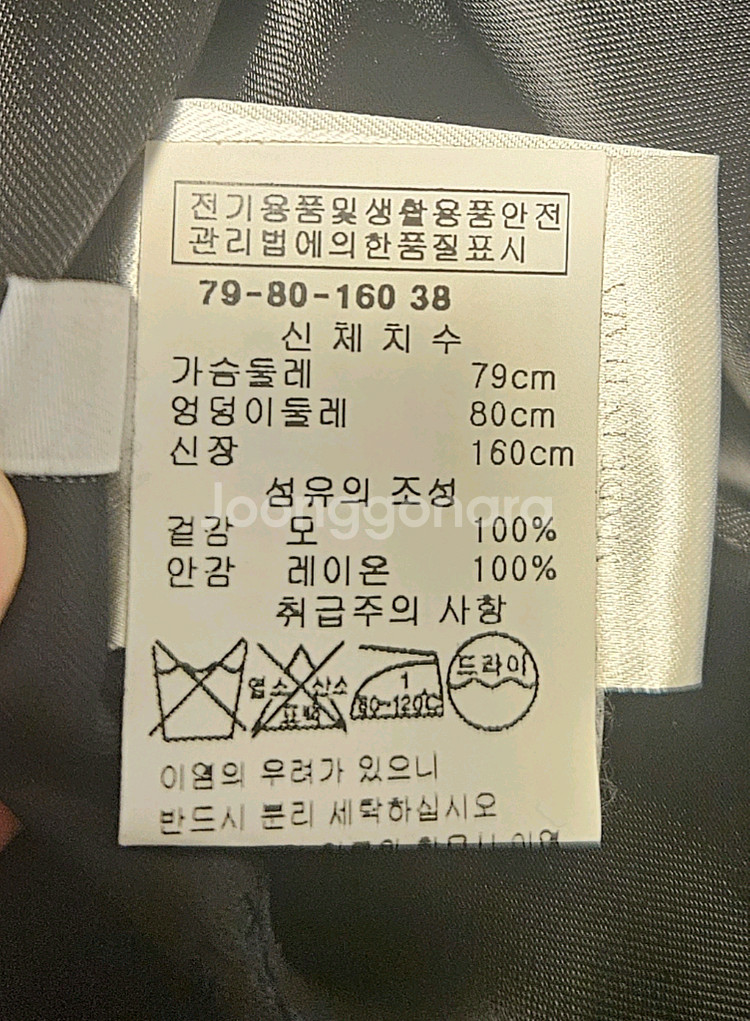 전기용품및생활용품안전
관리법에의한품질표시
79-80-160 38
신 체 치 수
가슴둘레 79cm
엉덩이둘레 80cm
신장 160cm
섬유의 조성
Joonggonara
겉감 모 100%
안감 레이온 100%
취급주의 사항
염소 산소
표백
1
80~120℃
드라이
이염의 우려가 있으니
반드시 분리 세탁하십시오